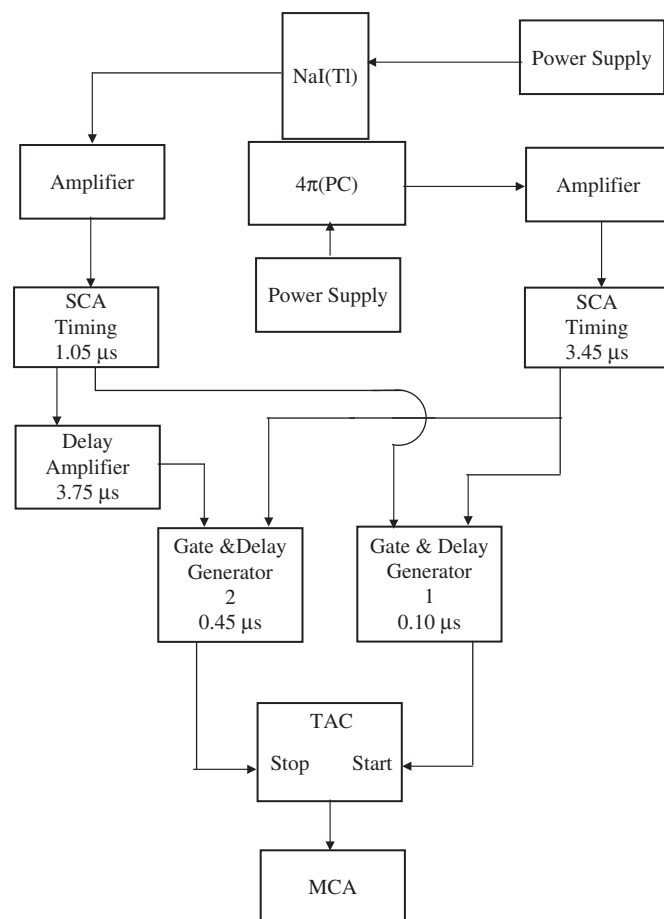 NaI(Tl)
Power Supply
Amplifier
4π(PC)
Amplifier
Power Supply
SCA
Timing
1.05 μs
SCA
Timing
3.45 μs
Delay
Amplifier
3.75 μs
Gate &Delay
Generator
2
0.45 μs
Gate & Delay
Generator
1
0.10 μs
TAC
Stop
Start
MCA